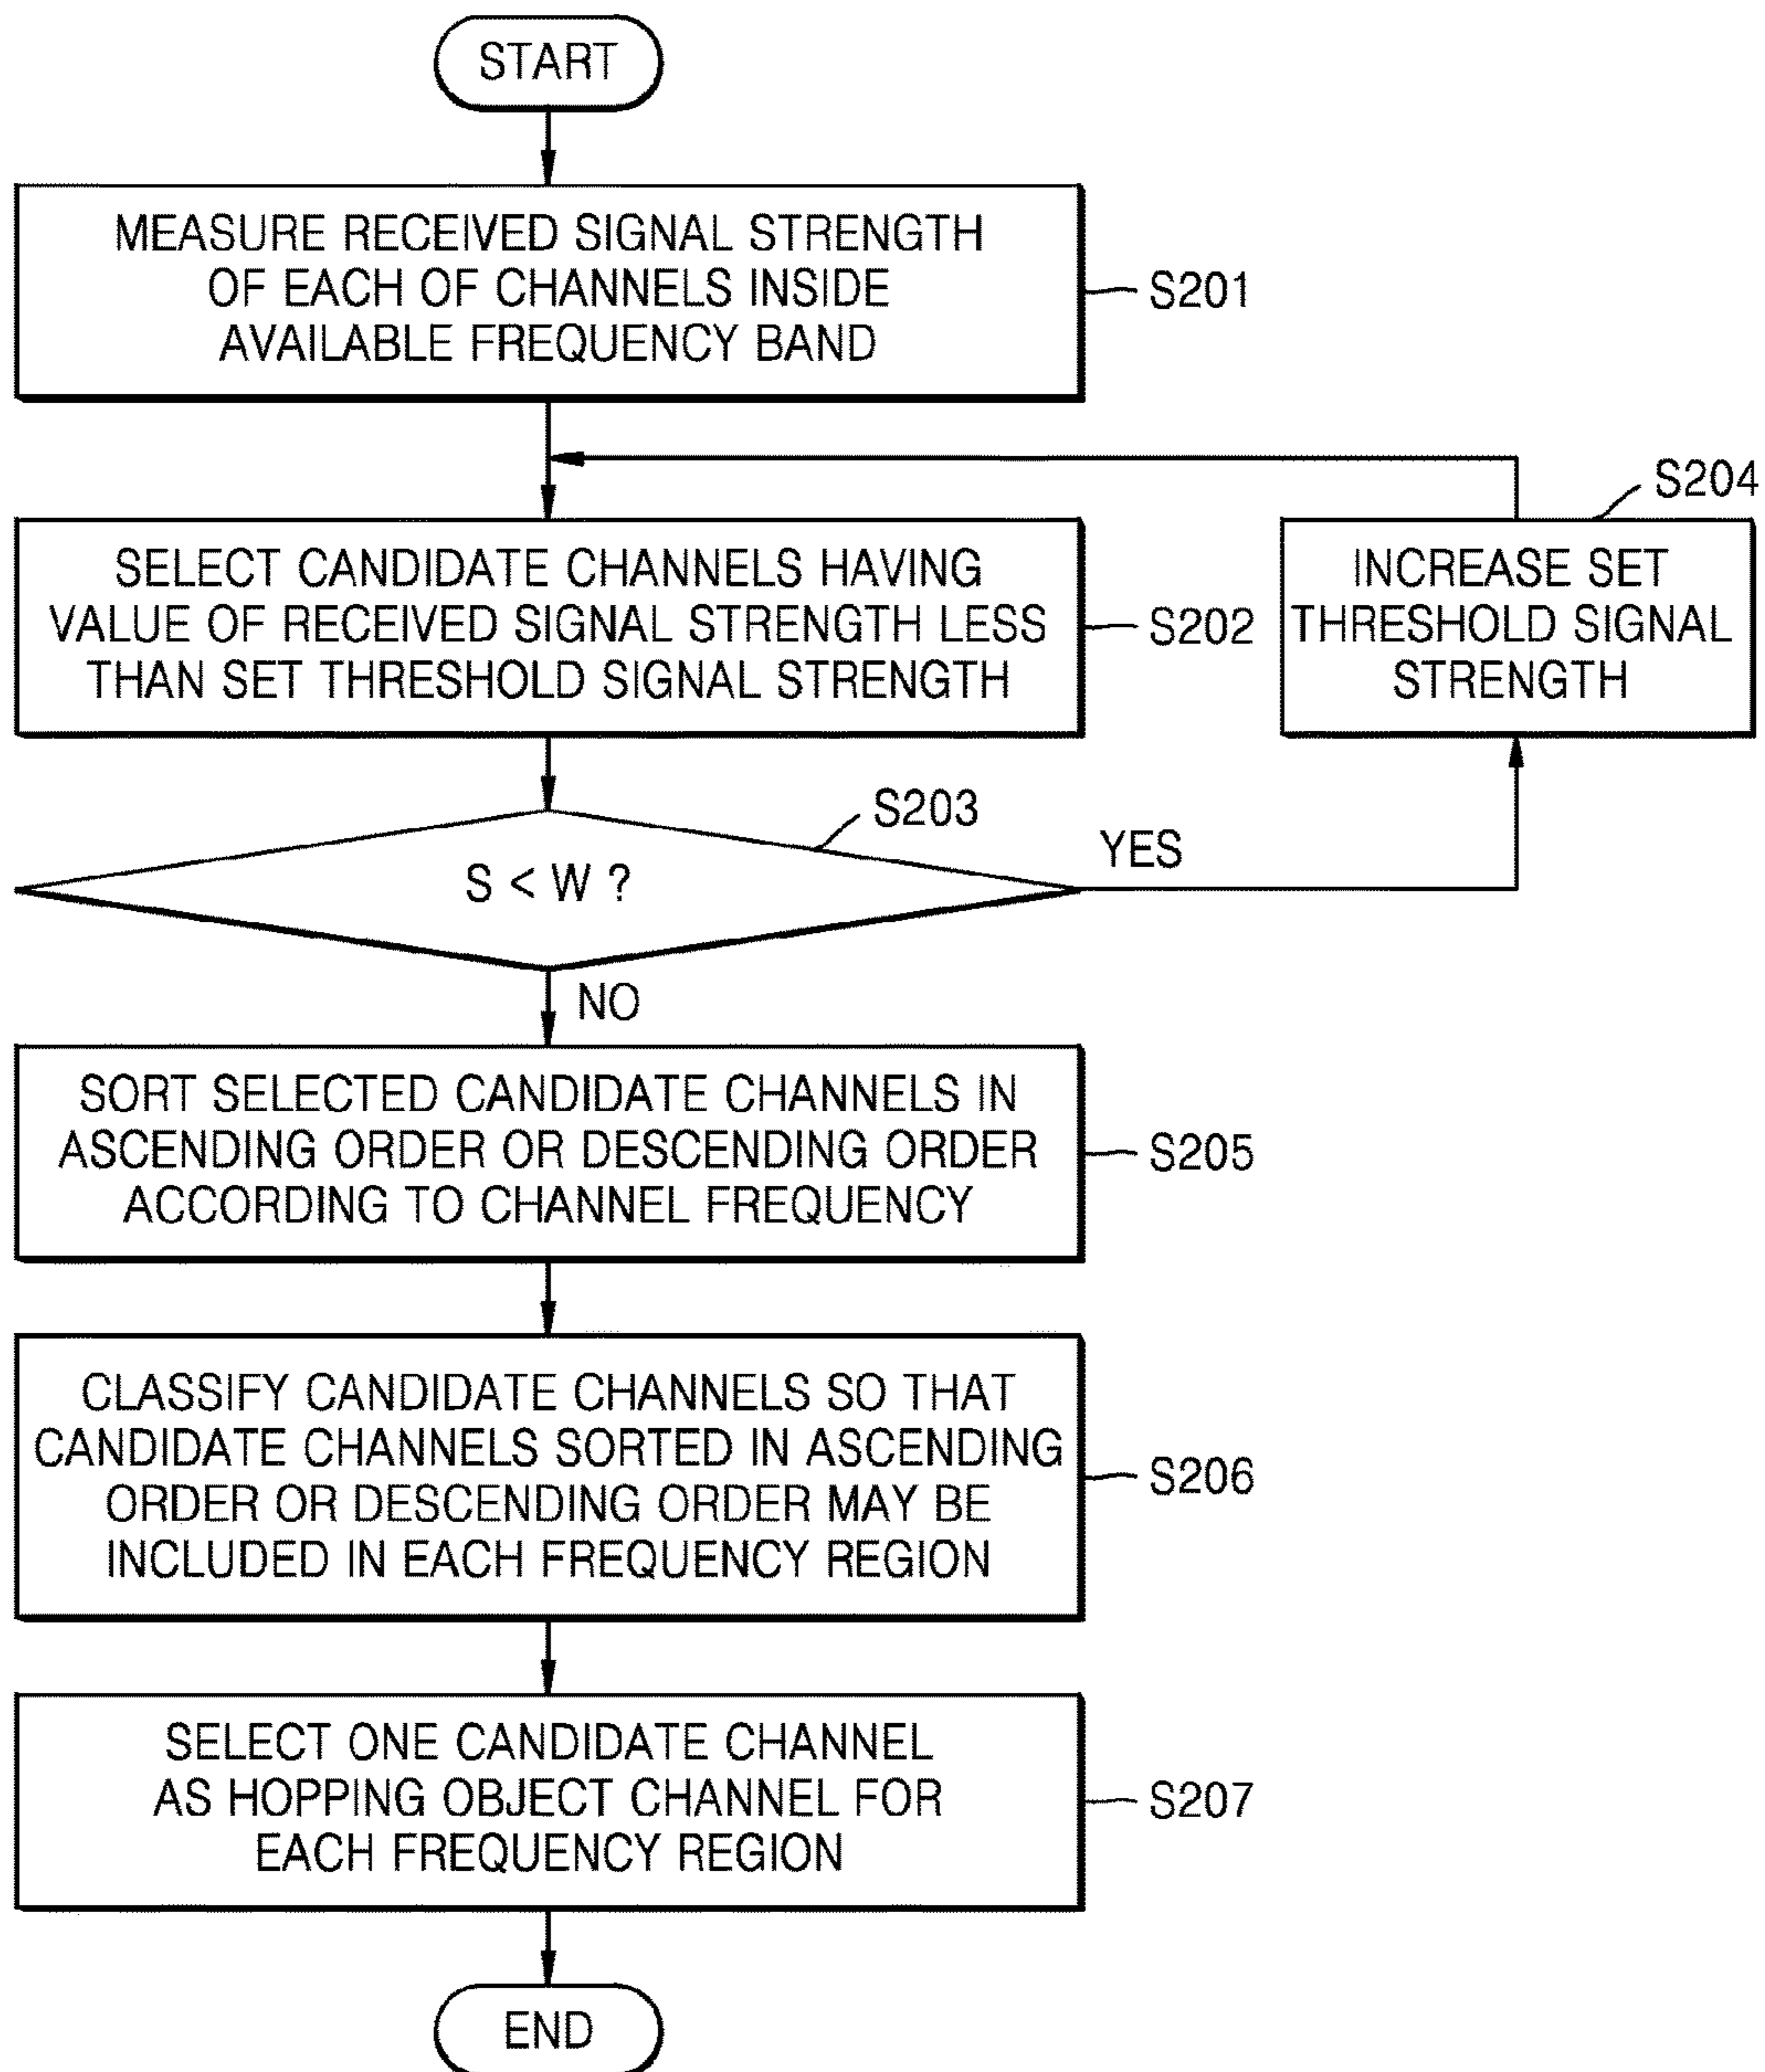 START
MEASURE RECEIVED SIGNAL STRENGTH
OF EACH OF CHANNELS INSIDE
AVAILABLE FREQUENCY BAND
S201
S204
SELECT CANDIDATE CHANNELS HAVING
VALUE OF RECEIVED SIGNAL STRENGTH LESS
THAN SET THRESHOLD SIGNAL STRENGTH
S202
INCREASE SET
THRESHOLD SIGNAL
STRENGTH
S203
S < W ?
YES
NO
SORT SELECTED CANDIDATE CHANNELS IN
ASCENDING ORDER OR DESCENDING ORDER
ACCORDING TO CHANNEL FREQUENCY
S205
CLASSIFY CANDIDATE CHANNELS SO THAT
CANDIDATE CHANNELS SORTED IN ASCENDING
ORDER OR DESCENDING ORDER MAY BE
INCLUDED IN EACH FREQUENCY REGION
S206
SELECT ONE CANDIDATE CHANNEL
AS HOPPING OBJECT CHANNEL FOR
EACH FREQUENCY REGION
S207
END